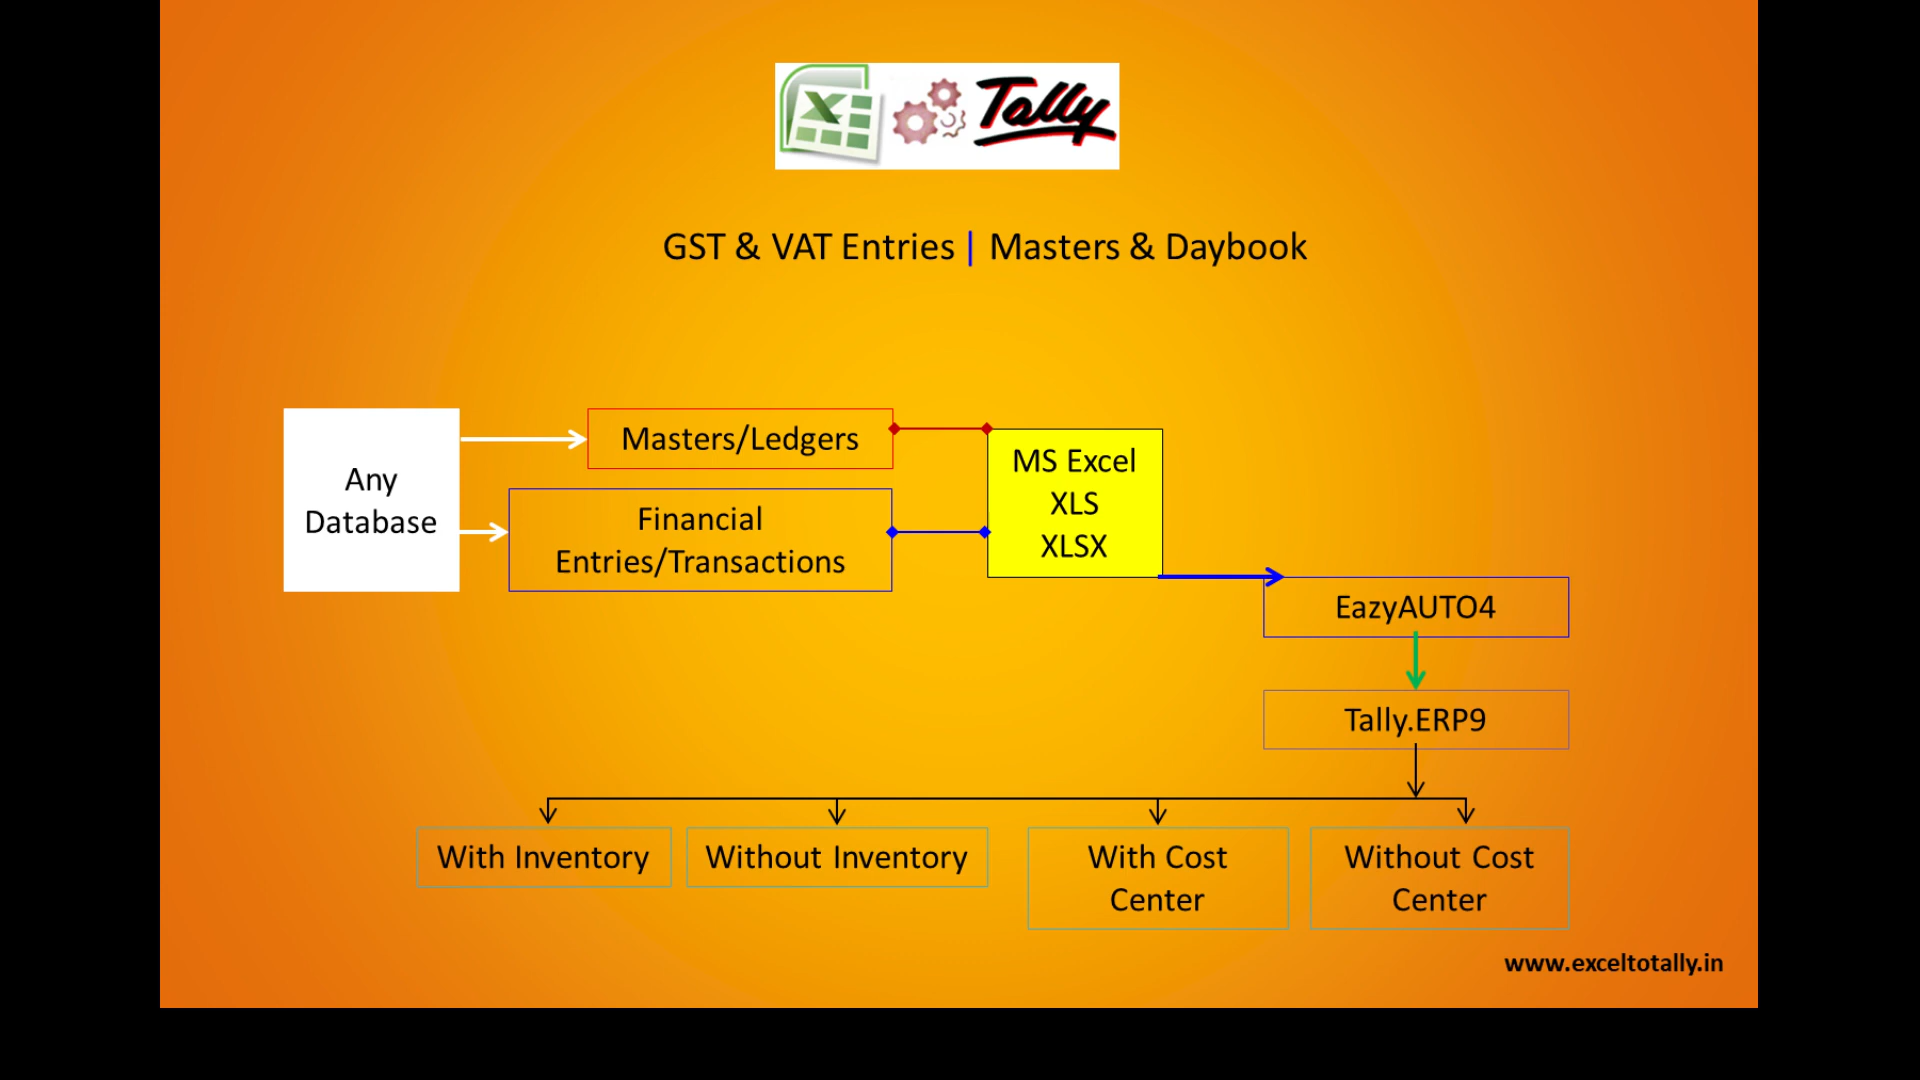 Tally
GST & VAT Entries | Masters & Daybook
Any
Database
Masters/Ledgers
Financial
Entries/Transactions
MS Excel
XLS
XLSX
EazyAUTO4
Tally.ERP9
With Inventory
Without Inventory
With Cost
Center
Without Cost
Center
www.exceltotally.in